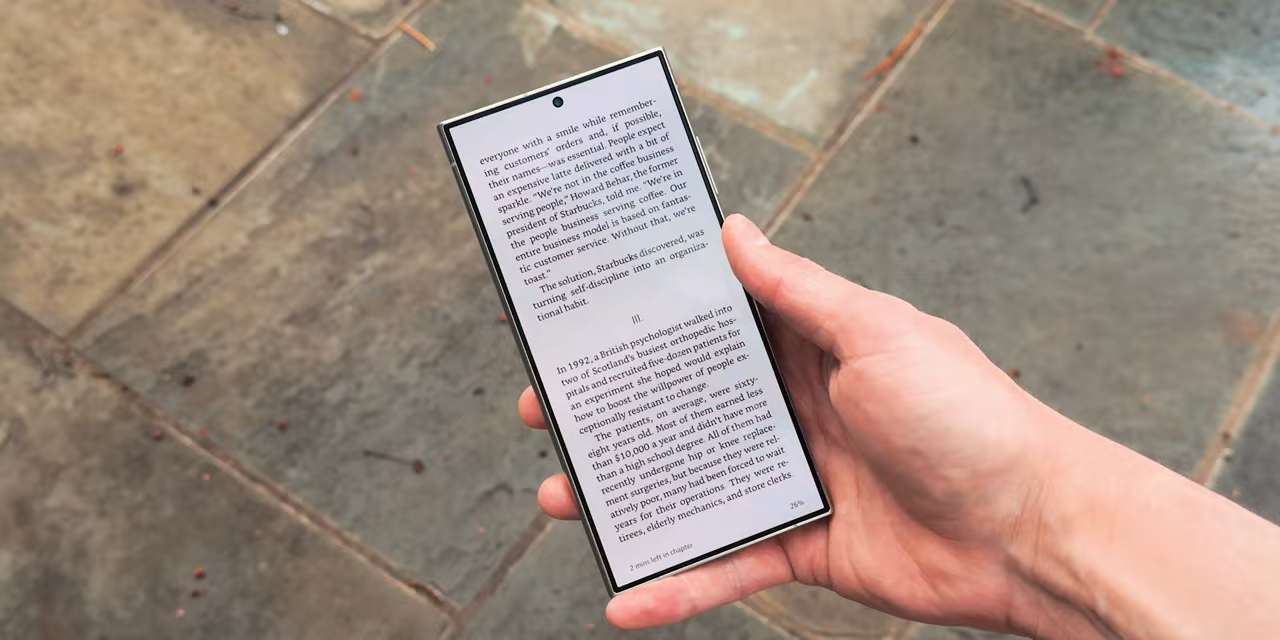 everyone with a smile while remember-
ing customers' orders and, if possible,
their names—was essential. People expect
an expensive latte delivered with a bit of
sparkle. “We're not in the coffee business
serving people,” Howard Behar, the former
president of Starbucks, told me. “We're in
the people business serving coffee. Our
entire business model is based on fantas-
tic customer service. Without that, we're
toast.”
The solution, Starbucks discovered, was
turning self-discipline into an organiza-
tional habit.
III.
In 1992, a British psychologist walked into
two of Scotland's busiest orthopedic hos-
pitals and recruited five-dozen patients for
an experiment she hoped would explain
how to boost the willpower of people ex-
ceptionally resistant to change.
The patients, on average, were sixty-
eight years old. Most of them earned less
than $10,000 a year and didn't have more
than a high school degree. All of them had
recently undergone hip or knee replace-
ment surgeries, but because they were rel-
atively poor, many had been forced to wait
years for their operations. They were re-
tirees, elderly mechanics, and store clerks.
2 mins left in chapter
26%